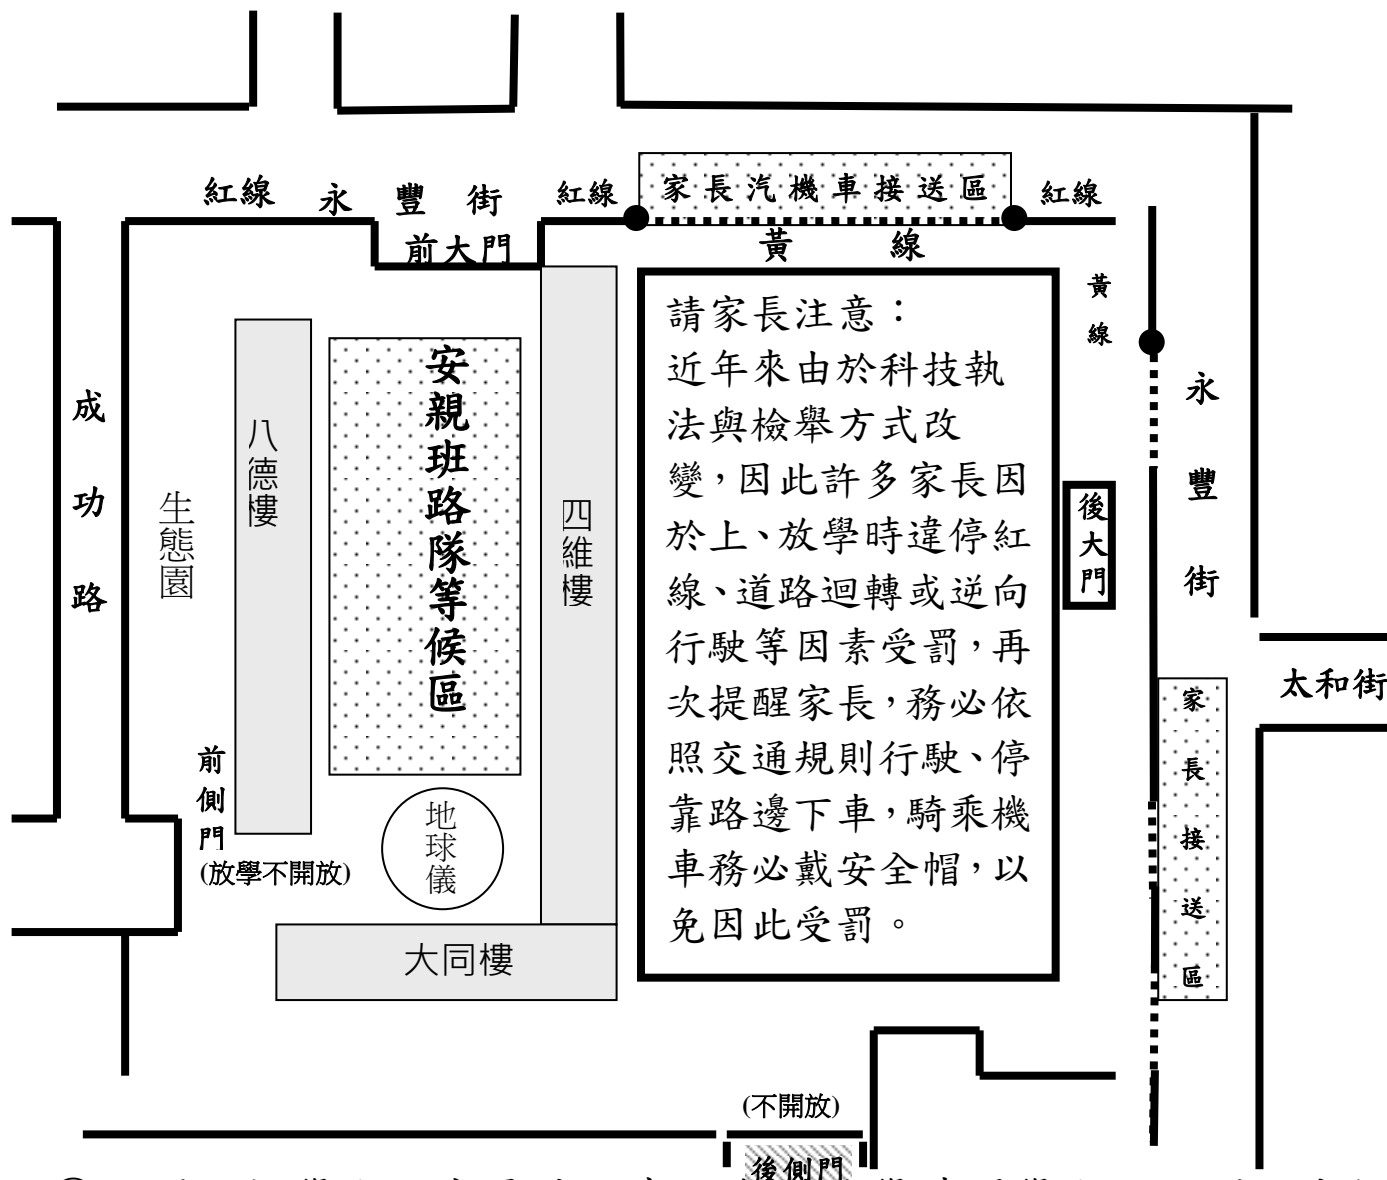 紅線
永豐街
紅線
家長汽機車接送區
紅線
前大門
黃線
黃線
請家長注意：
近年來由於科技執
法與檢舉方式改
變，因此許多家長因
於上、放學時違停紅
線、道路迴轉或逆向
行駛等因素受罰，再
次提醒家長，務必依
照交通規則行駛、停
靠路邊下車，騎乘機
車務必戴安全帽，以
免因此受罰。
安親班路隊等候區
八德樓
四維樓
生態園
成功路
永豐街
後大門
太和街
家長接送區
前側門
(放學不開放)
地球儀
大同樓
(不開放)
後側門